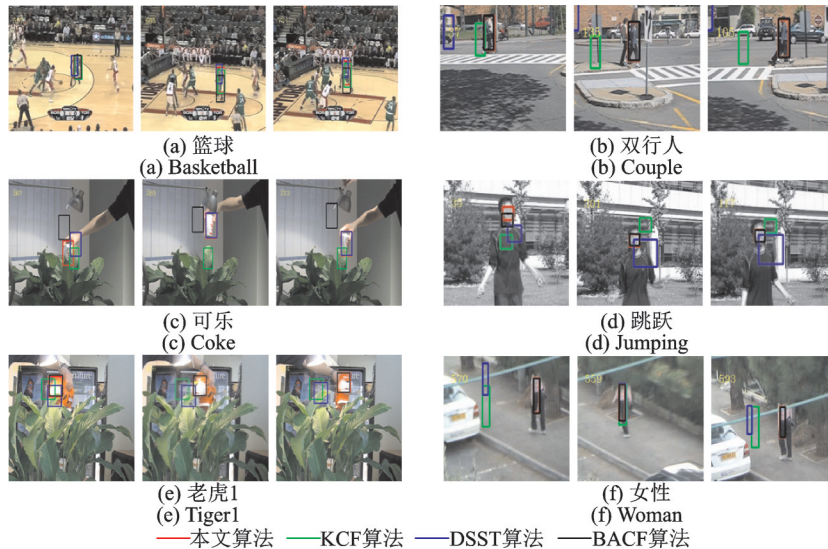 (a) 篮球
(a) Basketball
(b) 双行人
(b) Couple
(c) 可乐
(c) Coke
(d) 跳跃
(d) Jumping
(e) 老虎1
(e) Tiger1
(f) 女性
(f) Woman
本文算法 KCF算法 DSST算法 BACF算法